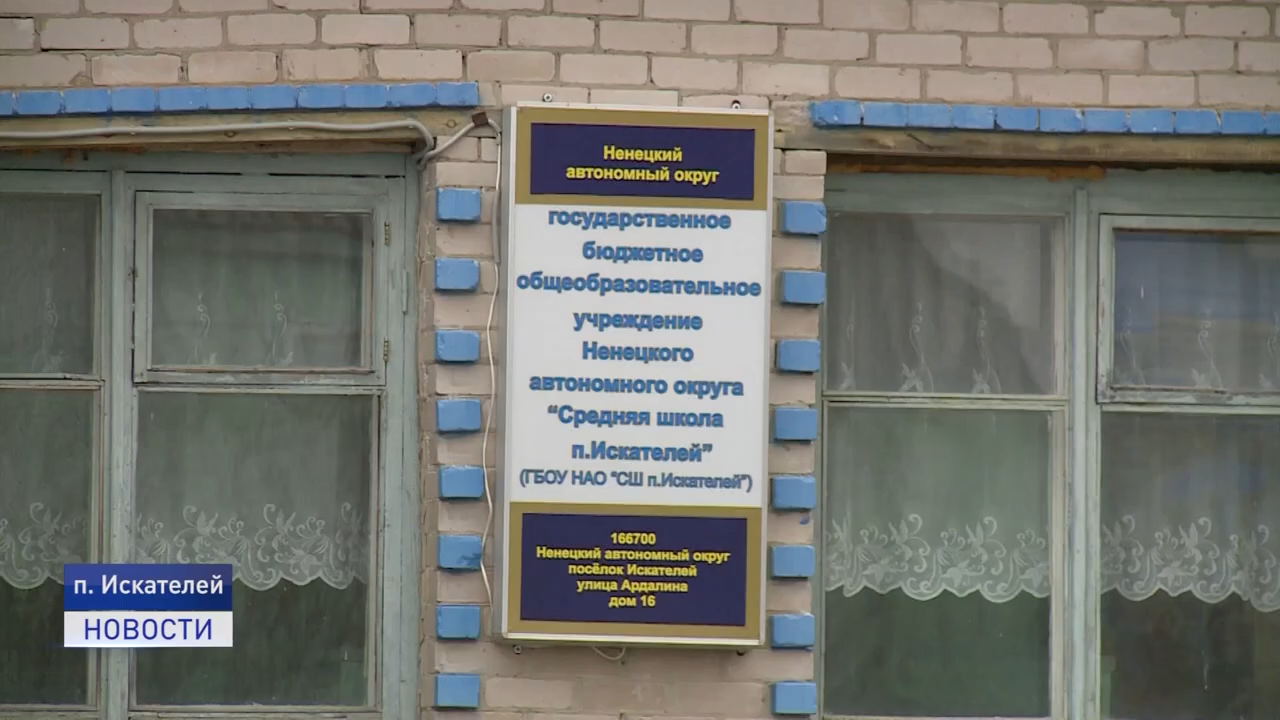 Ненецкий
автономный округ
государственное
бюджетное
общеобразовательное
учреждение
Ненецкого
автономного округа
“Средняя школа
п.Искателей”
(ГБОУ НАО “СШ п.Искателей”)
166700
Ненецкий автономный округ
посёлок Искателей
улица Ардалина
дом 16
п. Искателей
НОВОСТИ